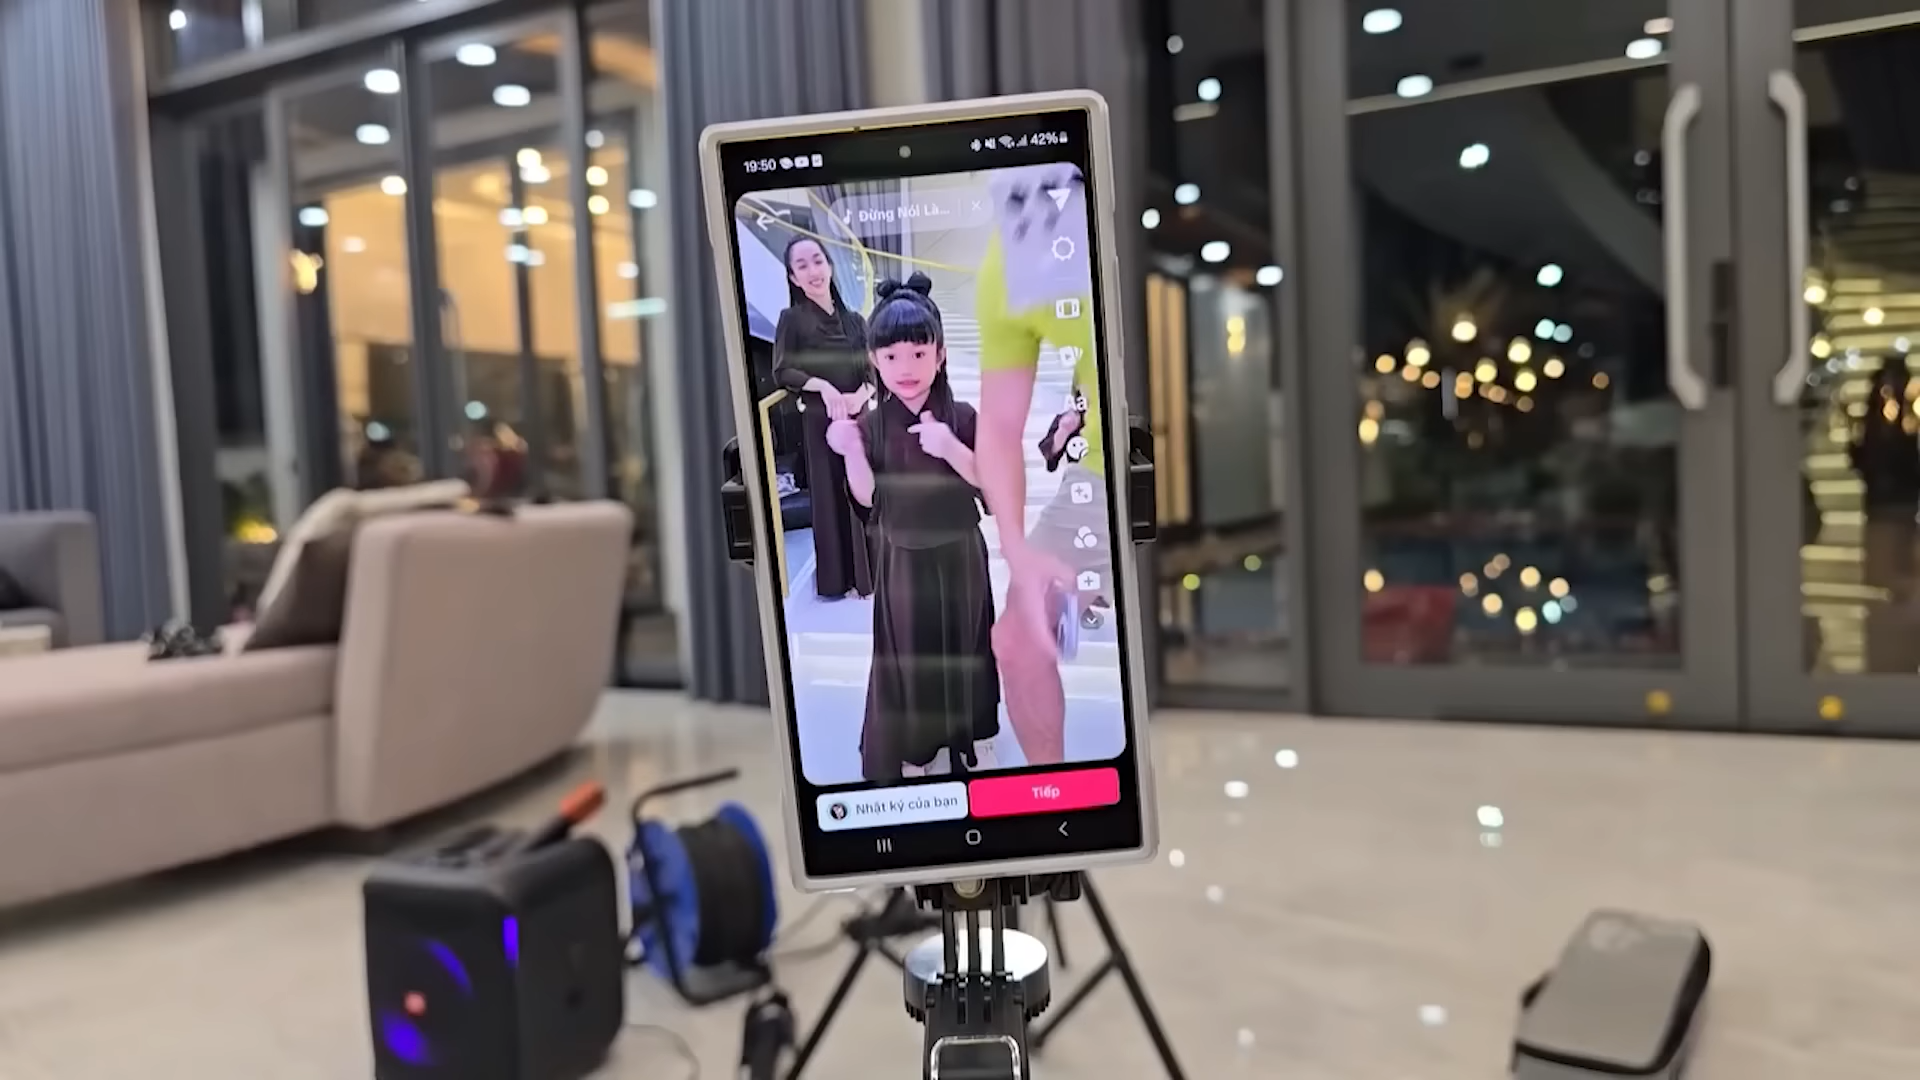 19:50
42%
Đừng Nói Là...
Aa
Nhật ký của bạn
Tiếp